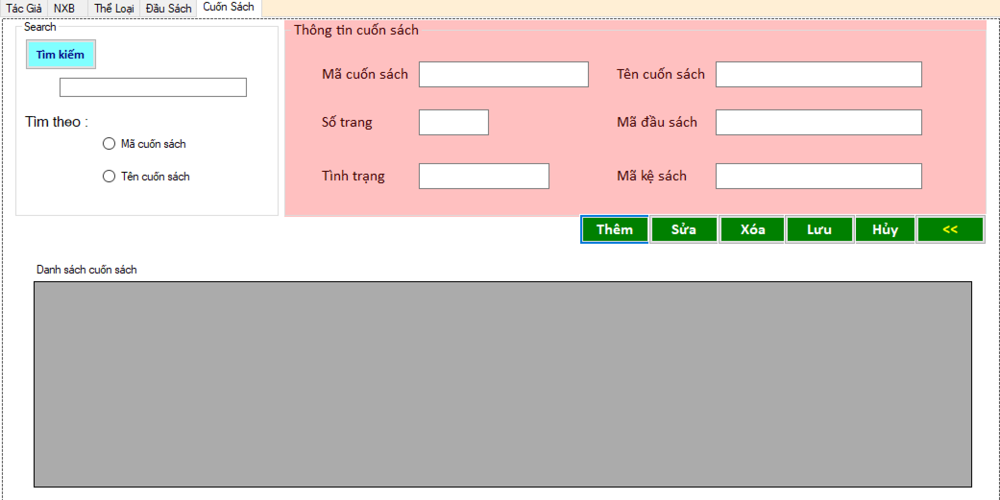 Tác Giả NXB Thể Loại Đầu Sách Cuốn Sách
Search
Tìm kiếm
Tìm theo :
Mã cuốn sách
Tên cuốn sách
Thông tin cuốn sách
Mã cuốn sách Tên cuốn sách
Số trang Mã đầu sách
Tình trạng Mã kệ sách
Thêm Sửa Xóa Lưu Hủy <<
Danh sách cuốn sách